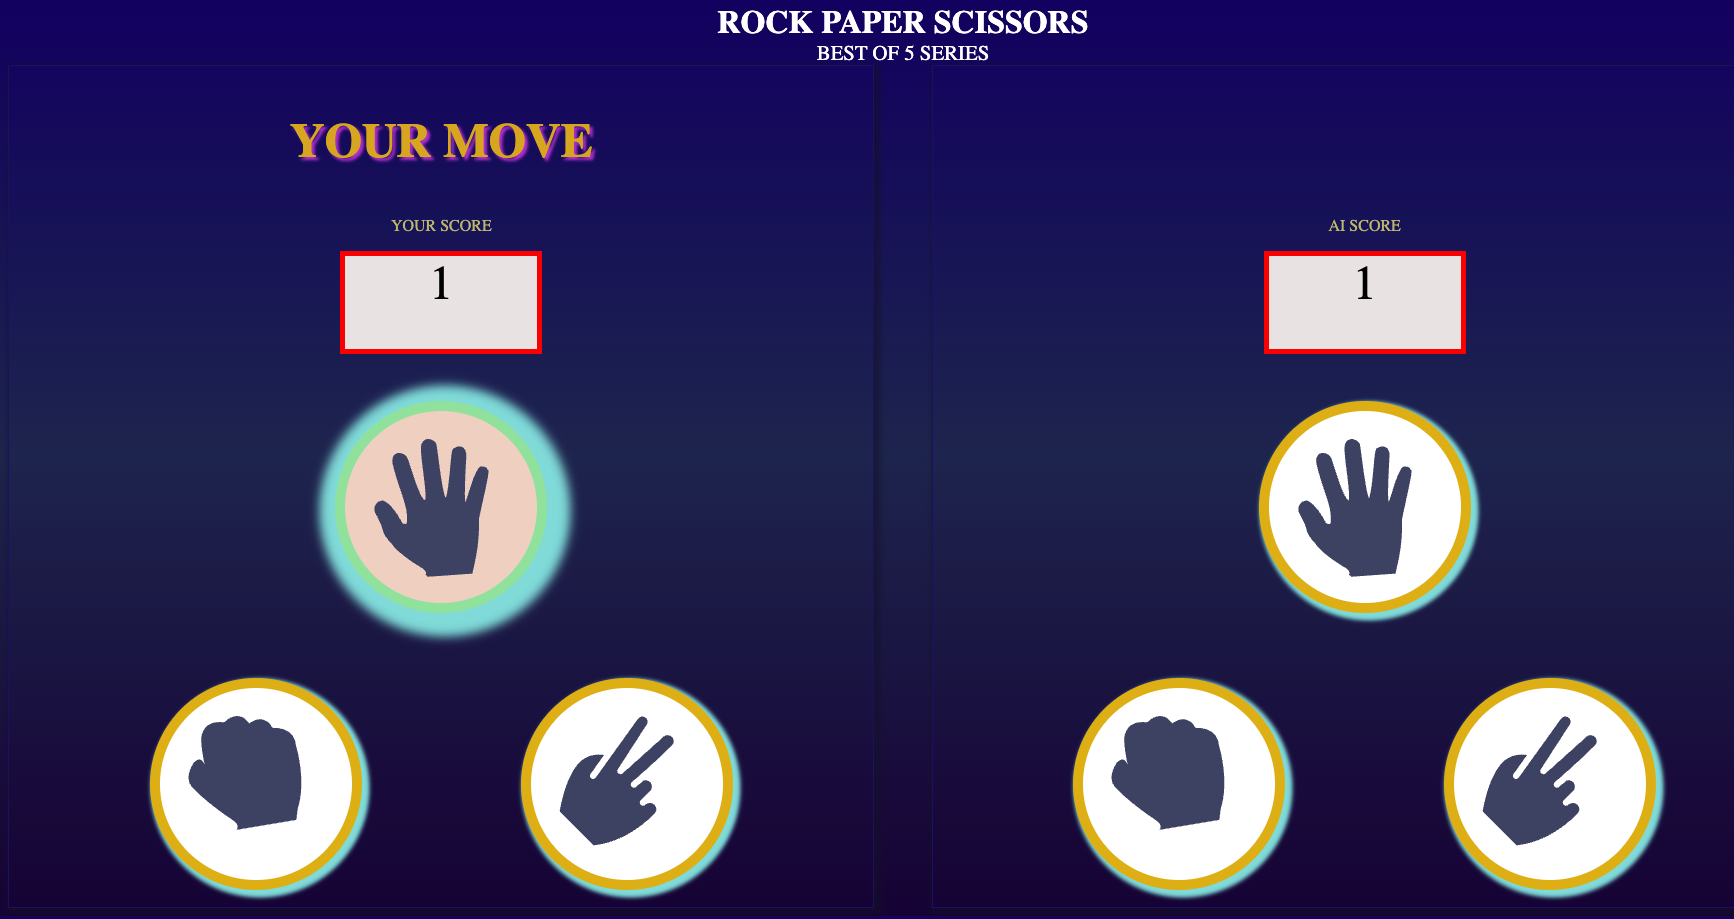 ROCK PAPER SCISSORS
BEST OF 5 SERIES
YOUR MOVE
YOUR SCORE
1
AI SCORE
1